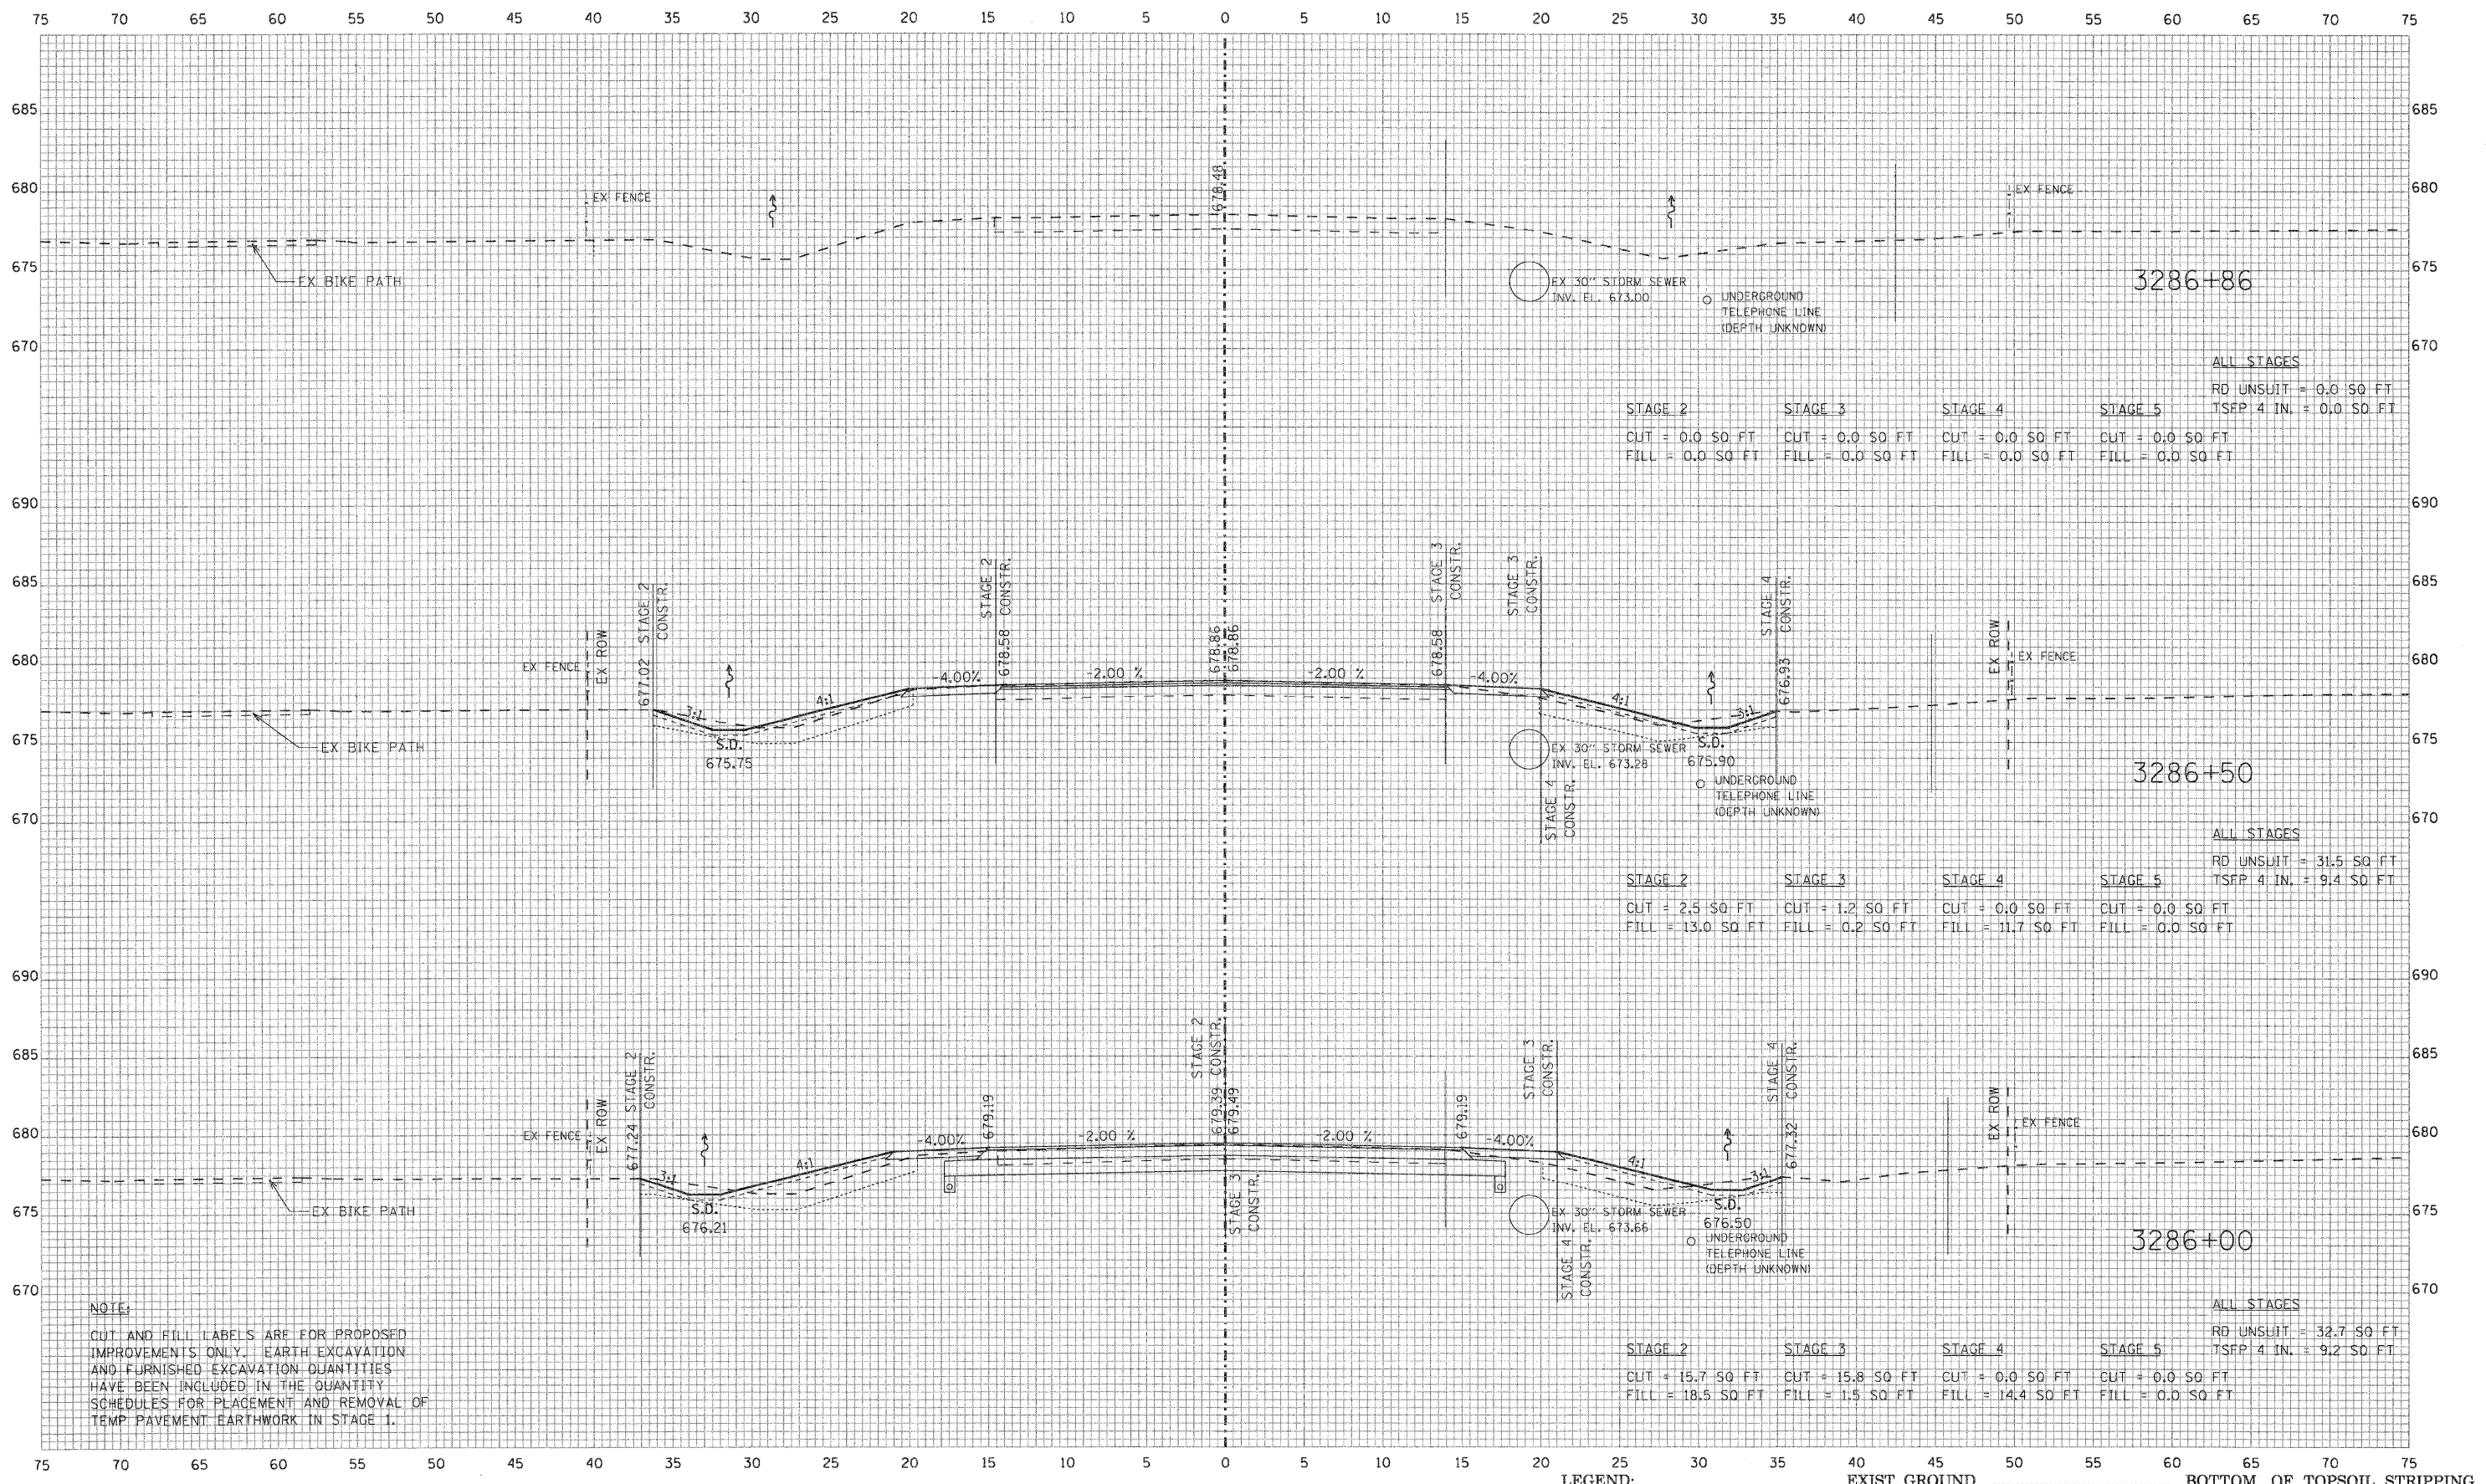 75 70 65 60 55 50 45 40 35 30 25 20 15 10 5 0 5 10 15 20 25 30 35 40 45 50 55 60 65 70 75
685 685
680 680
675 675
670 670
678.48
EX FENCE
EX FENCE
EX BIKE PATH
EX 30" STORM SEWER
INV. EL. 673.00
UNDERGROUND
TELEPHONE LINE
(DEPTH UNKNOWN)
3286+86
ALL STAGES
RD UNSUIT = 0.0 SQ FT
TSFP 4 IN. = 0.0 SQ FT
STAGE 2 STAGE 3 STAGE 4 STAGE 5
CUT = 0.0 SQ FT CUT = 0.0 SQ FT CUT = 0.0 SQ FT CUT = 0.0 SQ FT
FILL = 0.0 SQ FT FILL = 0.0 SQ FT FILL = 0.0 SQ FT FILL = 0.0 SQ FT
690 690
685 685
680 680
675 675
670 670
EX FENCE
EX ROW
677.02 STAGE 2
CONSTR.
STAGE 2
CONSTR.
678.58
678.86
678.86
678.58
STAGE 3
CONSTR.
STAGE 3
CONSTR.
STAGE 4
CONSTR.
676.93
EX ROW
EX FENCE
3:1
4:1
-4.00%
-2.00 %
-2.00 %
-4.00%
4:1
3:1
S.D.
675.75
EX BIKE PATH
EX 30" STORM SEWER
INV. EL. 673.28
S.D.
675.90
UNDERGROUND
TELEPHONE LINE
(DEPTH UNKNOWN)
STAGE 4
CONSTR.
3286+50
ALL STAGES
RD UNSUIT = 31.5 SQ FT
TSFP 4 IN. = 9.4 SQ FT
STAGE 2 STAGE 3 STAGE 4 STAGE 5
CUT = 2.5 SQ FT CUT = 1.2 SQ FT CUT = 0.0 SQ FT CUT = 0.0 SQ FT
FILL = 13.0 SQ FT FILL = 0.2 SQ FT FILL = 11.7 SQ FT FILL = 0.0 SQ FT
690 690
685 685
680 680
675 675
670 670
EX FENCE
EX ROW
677.24 STAGE 2
CONSTR.
679.19
STAGE 2
679.39 CONSTR.
679.49
679.19
STAGE 3
CONSTR.
STAGE 4
677.32 CONSTR.
EX ROW
EX FENCE
3:1
4:1
-4.00%
-2.00 %
-2.00 %
-4.00%
4:1
3:1
S.D.
676.21
EX BIKE PATH
STAGE 3
CONSTR.
EX 30" STORM SEWER
INV. EL. 673.66
S.D.
676.50
UNDERGROUND
TELEPHONE LINE
(DEPTH UNKNOWN)
STAGE 4
CONSTR.
3286+00
ALL STAGES
RD UNSUIT = 32.7 SQ FT
TSFP 4 IN. = 9.2 SQ FT
STAGE 2 STAGE 3 STAGE 4 STAGE 5
CUT = 15.7 SQ FT CUT = 15.8 SQ FT CUT = 0.0 SQ FT CUT = 0.0 SQ FT
FILL = 18.5 SQ FT FILL = 1.5 SQ FT FILL = 14.4 SQ FT FILL = 0.0 SQ FT
NOTE:
CUT AND FILL LABELS ARE FOR PROPOSED
IMPROVEMENTS ONLY. EARTH EXCAVATION
AND FURNISHED EXCAVATION QUANTITIES
HAVE BEEN INCLUDED IN THE QUANTITY
SCHEDULES FOR PLACEMENT AND REMOVAL OF
TEMP PAVEMENT EARTHWORK IN STAGE 1.
75 70 65 60 55 50 45 40 35 30 25 20 15 10 5 0 5 10 15 20 25 30 35 40 45 50 55 60 65 70 75
LEGEND: EXIST GROUND BOTTOM OF TOPSOIL STRIPPING